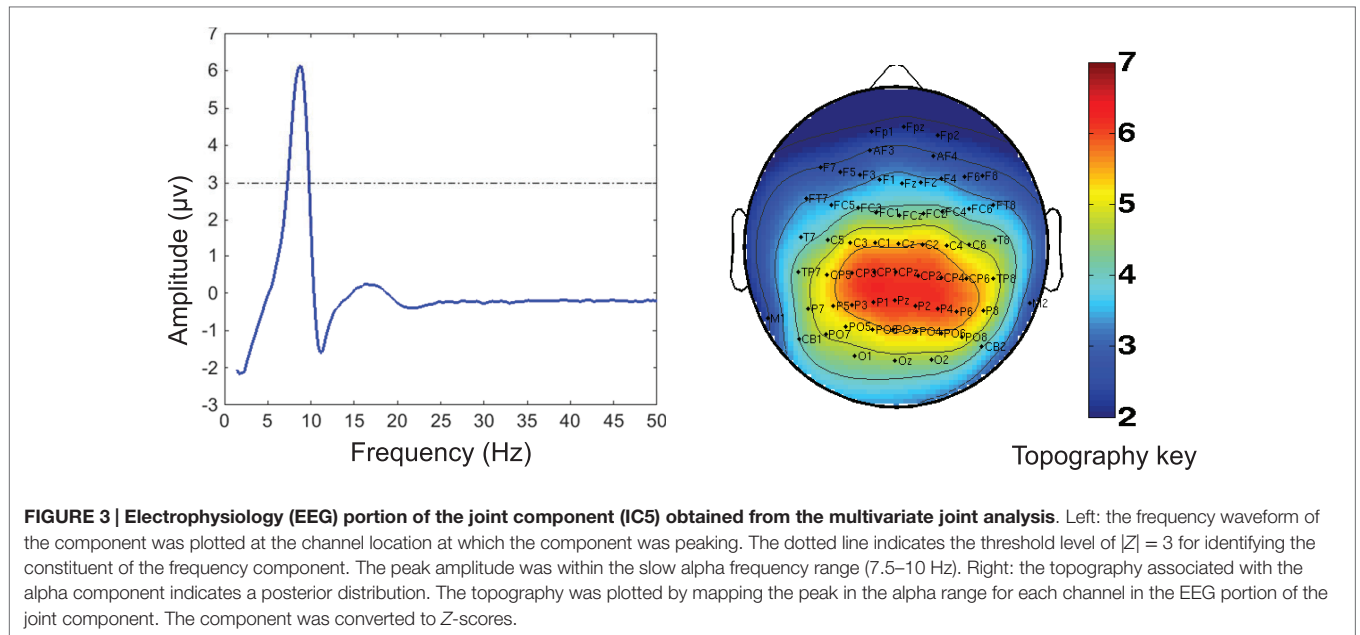 7
6
5
4
3
2
1
0
-1
-2
-3
Amplitude (μv)
0 5 10 15 20 25 30 35 40 45 50
Frequency (Hz)
Fp1 Fpz Fp2
AF3 AF4
F7 F5 F3 F1 Fz F2 F4 F6 F8
FT7 FC5 FC3 FC1 FCz FC2 FC4 FC6 FT8
T7 C5 C3 C1 Cz C2 C4 C6 T8
TP7 CP5 CP3 CP1 CPz CP2 CP4 CP6 TP8
M1 P7 P5 P3 P1 Pz P2 P4 P6 P8 M2
PO7 PO5 PO4 PO6 PO8
CB1 O1 Oz O2 CB2
7
6
5
4
3
2
Topography key
FIGURE 3 | Electrophysiology (EEG) portion of the joint component (IC5) obtained from the multivariate joint analysis. Left: the frequency waveform of
the component was plotted at the channel location at which the component was peaking. The dotted line indicates the threshold level of |Z| = 3 for identifying the
constituent of the frequency component. The peak amplitude was within the slow alpha frequency range (7.5–10 Hz). Right: the topography associated with the
alpha component indicates a posterior distribution. The topography was plotted by mapping the peak in the alpha range for each channel in the EEG portion of the
joint component. The component was converted to Z-scores.